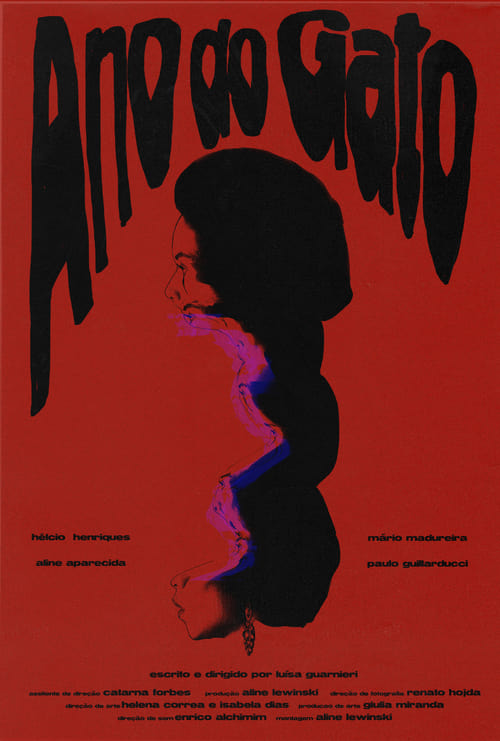 Ano do Gato
hélcio henriques
mário madureira
aline aparecida
paulo guillarducci
escrito e dirigido por luísa guarnieri
assistente de direção catarna forbes produção aline lewinski direção de fotografia renato hojda
direção de arte helena correa e isabela dias producao de arte giulia miranda
direção de som enrico alchimim montagem aline lewinski